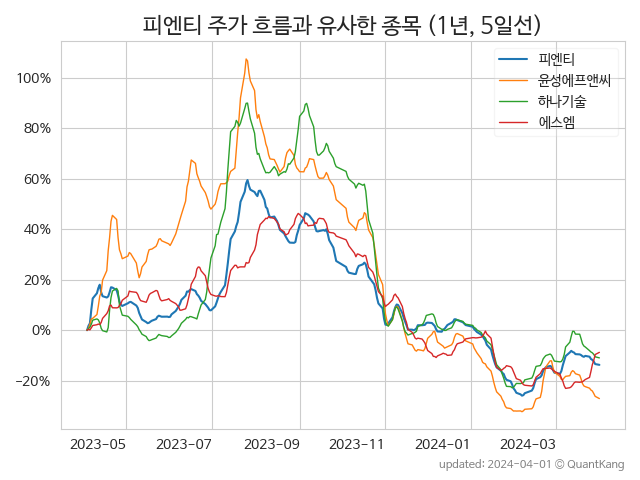 피엔티 주가 흐름과 유사한 종목 (1년, 5일선)
피엔티
윤성에프앤씨
하나기술
에스엠
100%
80%
60%
40%
20%
0%
−20%
2023-05
2023-07
2023-09
2023-11
2024-01
2024-03
updated: 2024-04-01 © QuantKang